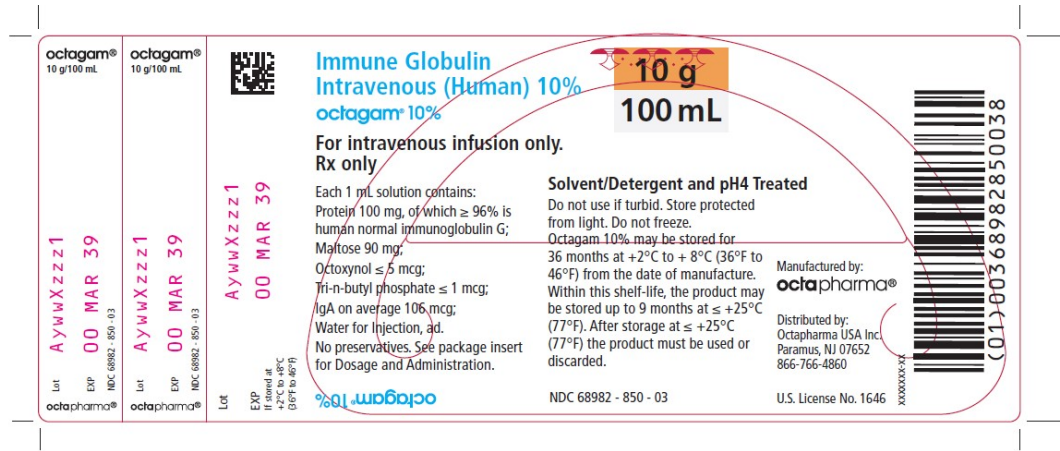 octagam®
10 g/100 mL
Lot
AywwXzzz1
EXP
00 MAR 39
NDC 68982 - 850 - 03
octapharma®
octagam®
10 g/100 mL
Lot
AywwXzzz1
EXP
00 MAR 39
NDC 68982 - 850 - 03
octapharma®
Lot
AywwXzzz1
EXP
If stored at
+2°C to +8°C
(36°F to 46°F)
00 MAR 39
Immune Globulin
Intravenous (Human) 10%
octagam® 10%
10 g
100 mL
For intravenous infusion only.
Rx only
Each 1 mL solution contains:
Protein 100 mg, of which ≥ 96% is
human normal immunoglobulin G;
Maltose 90 mg;
Octoxynol ≤ 5 mcg;
Tri-n-butyl phosphate ≤ 1 mcg;
IgA on average 106 mcg;
Water for Injection, ad.
No preservatives. See package insert
for Dosage and Administration.
octagam® 10%
Solvent/Detergent and pH4 Treated
Do not use if turbid. Store protected
from light. Do not freeze.
Octagam 10% may be stored for
36 months at +2°C to + 8°C (36°F to
46°F) from the date of manufacture.
Within this shelf-life, the product may
be stored up to 9 months at ≤ +25°C
(77°F). After storage at ≤ +25°C
(77°F) the product must be used or
discarded.
NDC 68982 - 850 - 03
Manufactured by:
octapharma®
Distributed by:
Octapharma USA Inc.
Paramus, NJ 07652
866-766-4860
U.S. License No. 1646
XXXXXXX-XX
(01)00368982850038